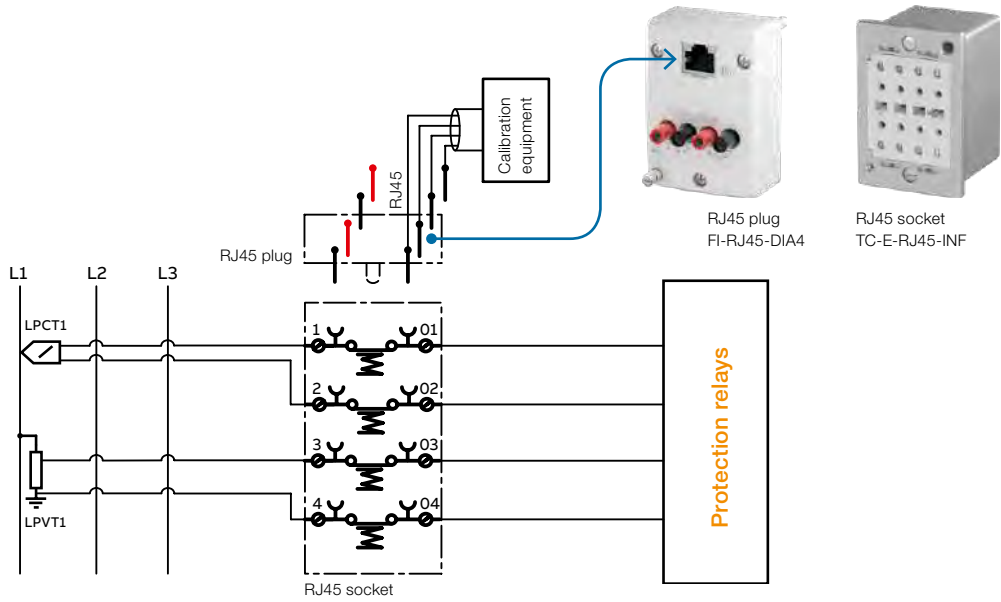 Calibration
equipment
RJ45
RJ45 plug
FI-RJ45-DIA4
RJ45 socket
TC-E-RJ45-INF
RJ45 plug
L1
L2
L3
LPCT1
1
01
2
02
3
03
4
04
LPVT1
Protection relays
RJ45 socket